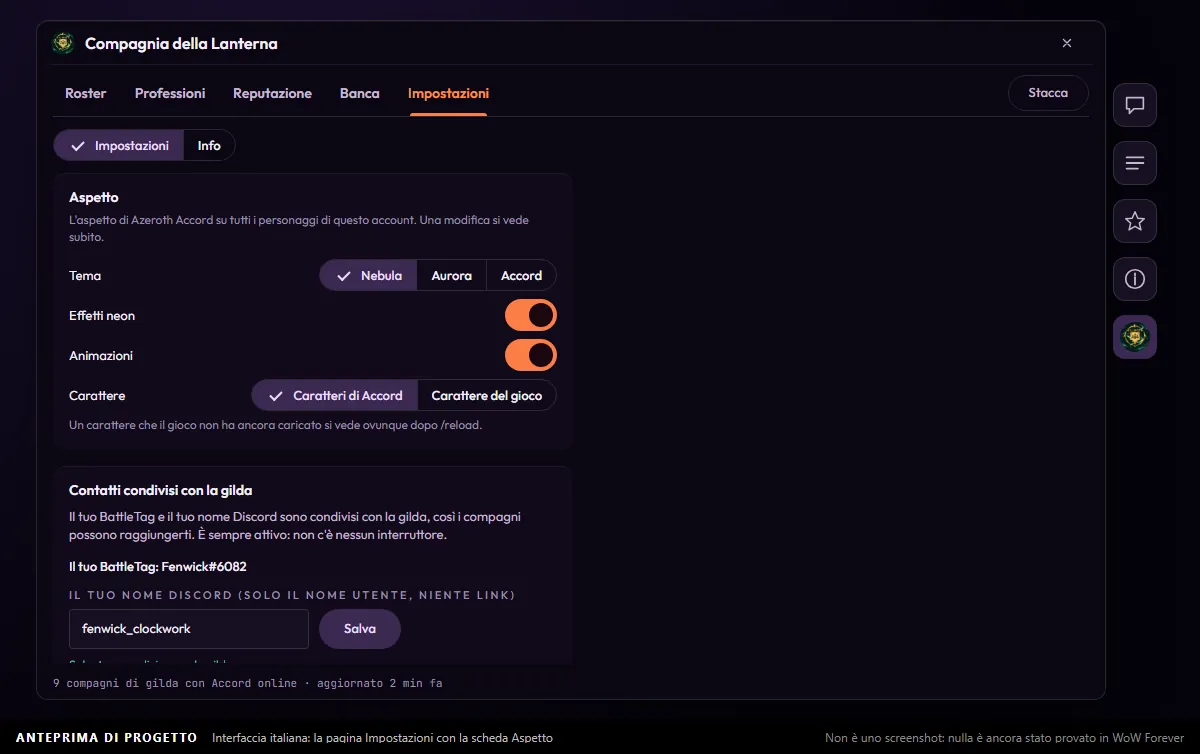 Compagnia della Lanterna
Roster Professioni Reputazione Banca Impostazioni Stacca
Impostazioni Info
Aspetto
L'aspetto di Azeroth Accord su tutti i personaggi di questo account. Una modifica si vede
subito.
Tema Nebula Aurora Accord
Effetti neon
Animazioni
Carattere Caratteri di Accord Carattere del gioco
Un carattere che il gioco non ha ancora caricato si vede ovunque dopo /reload.
Contatti condivisi con la gilda
Il tuo BattleTag e il tuo nome Discord sono condivisi con la gilda, così i compagni
possono raggiungerti. È sempre attivo: non c'è nessun interruttore.
Il tuo BattleTag: Fenwick#6082
IL TUO NOME DISCORD (SOLO IL NOME UTENTE, NIENTE LINK)
fenwick_clockwork Salva
9 compagni di gilda con Accord online · aggiornato 2 min fa
ANTEPRIMA DI PROGETTO Interfaccia italiana: la pagina Impostazioni con la scheda Aspetto Non è uno screenshot: nulla è ancora stato provato in WoW Forever